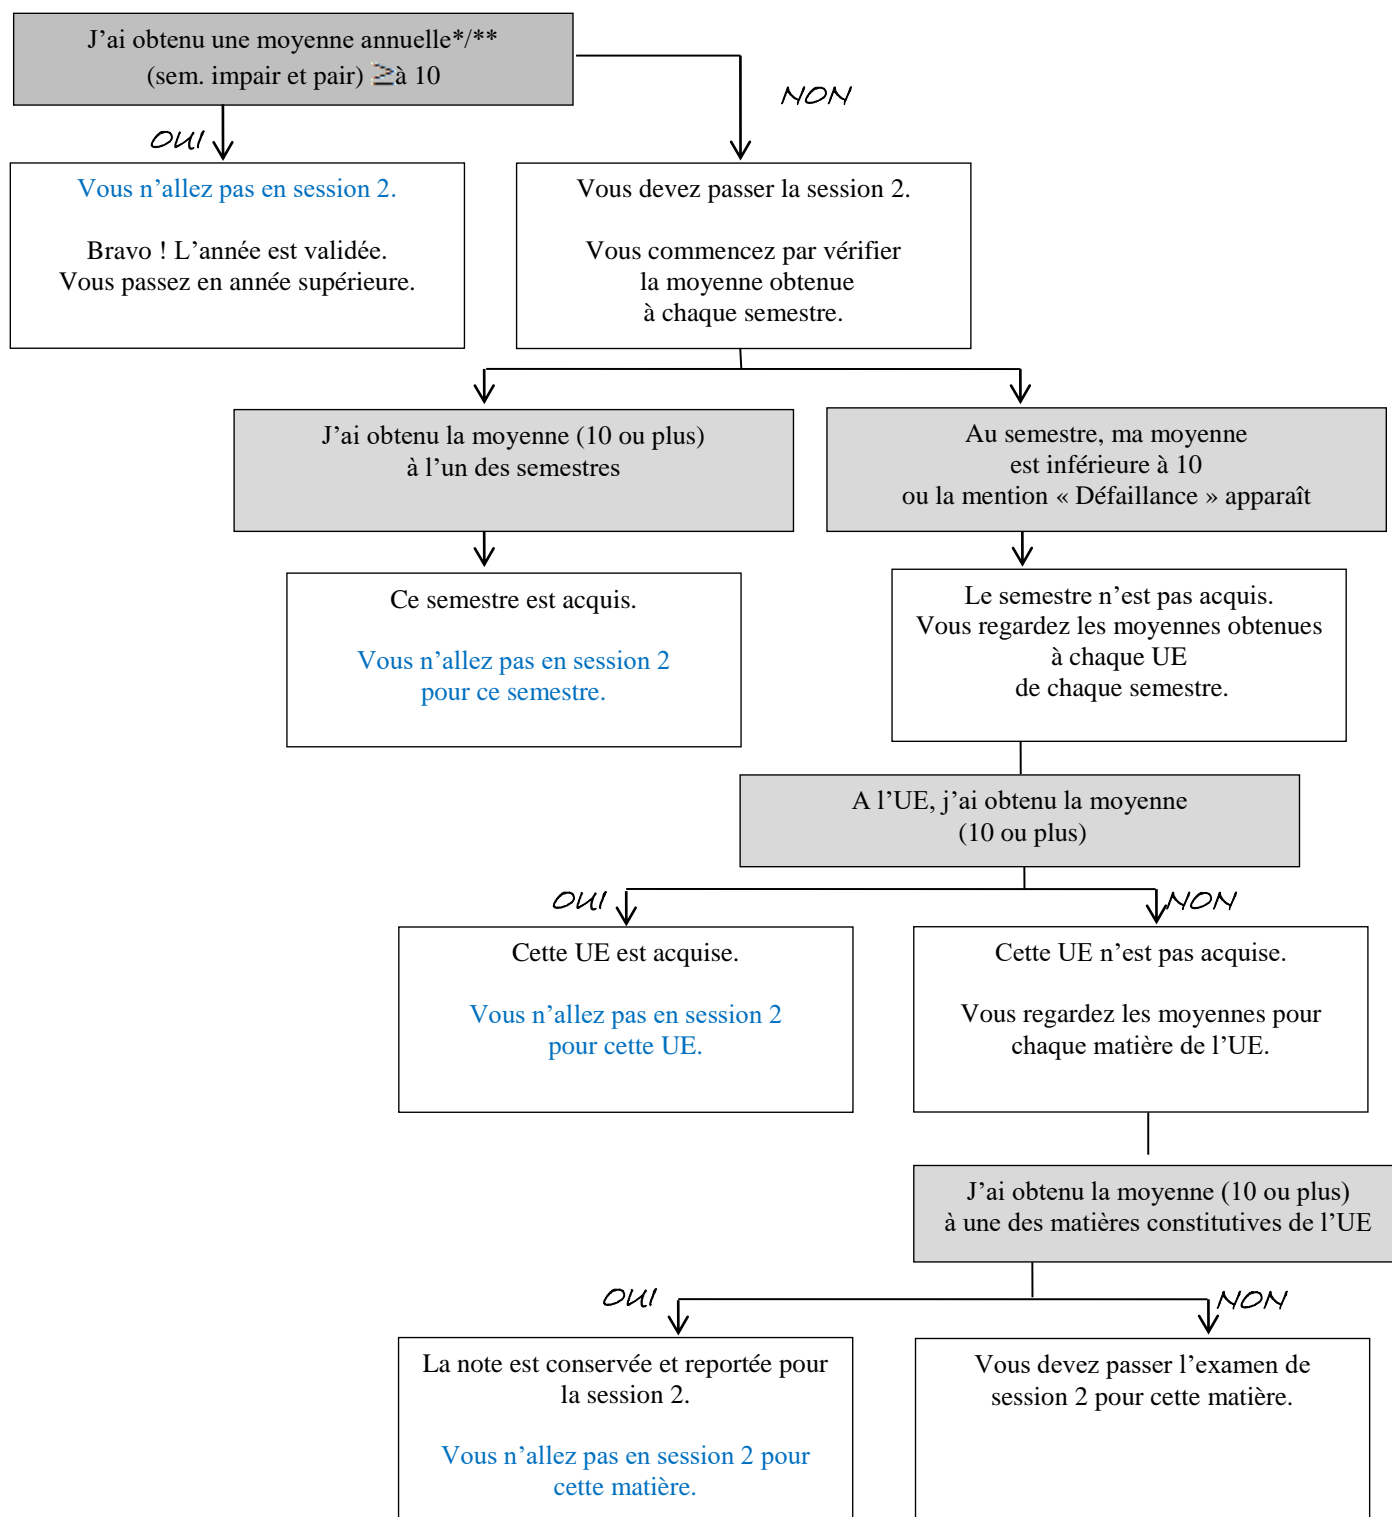 J’ai obtenu une moyenne annuelle*/**
(sem. impair et pair) ≥à 10
NON
OUI
Vous n’allez pas en session 2.
Bravo ! L’année est validée.
Vous passez en année supérieure.
Vous devez passer la session 2.
Vous commencez par vérifier
la moyenne obtenue
à chaque semestre.
J’ai obtenu la moyenne (10 ou plus)
à l’un des semestres
Au semestre, ma moyenne
est inférieure à 10
ou la mention « Défaillance » apparaît
Ce semestre est acquis.
Vous n’allez pas en session 2
pour ce semestre.
Le semestre n’est pas acquis.
Vous regardez les moyennes obtenues
à chaque UE
de chaque semestre.
A l’UE, j’ai obtenu la moyenne
(10 ou plus)
OUI
NON
Cette UE est acquise.
Vous n’allez pas en session 2
pour cette UE.
Cette UE n’est pas acquise.
Vous regardez les moyennes pour
chaque matière de l’UE.
J’ai obtenu la moyenne (10 ou plus)
à une des matières constitutives de l’UE
OUI
NON
La note est conservée et reportée pour
la session 2.
Vous n’allez pas en session 2 pour
cette matière.
Vous devez passer l’examen de
session 2 pour cette matière.